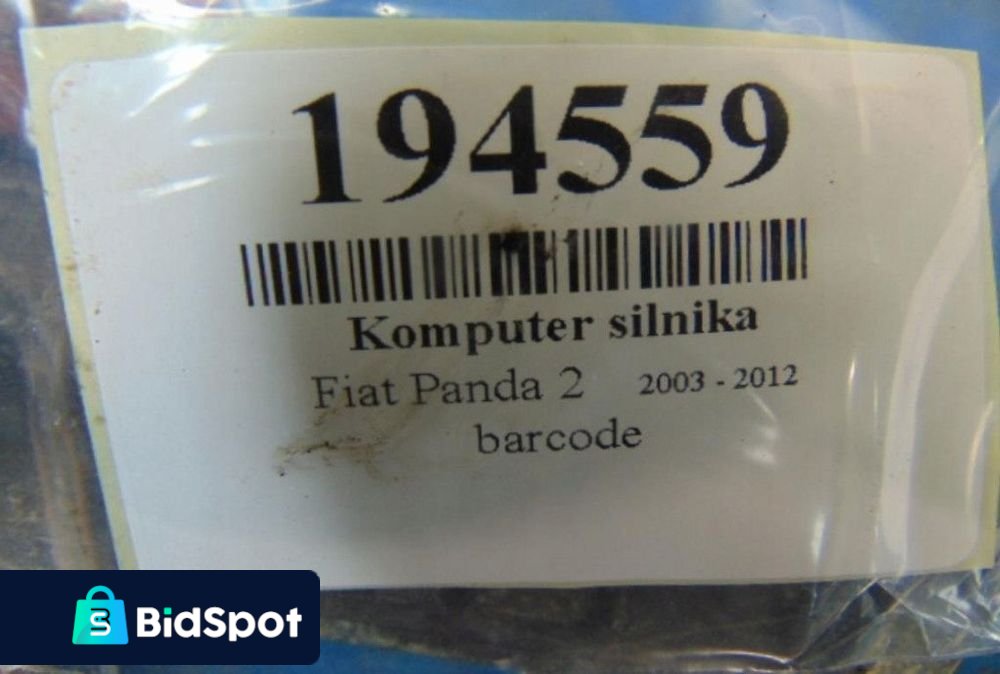 194559
Komputer silnika
Fiat Panda 2 2003 - 2012
barcode
BidSpot